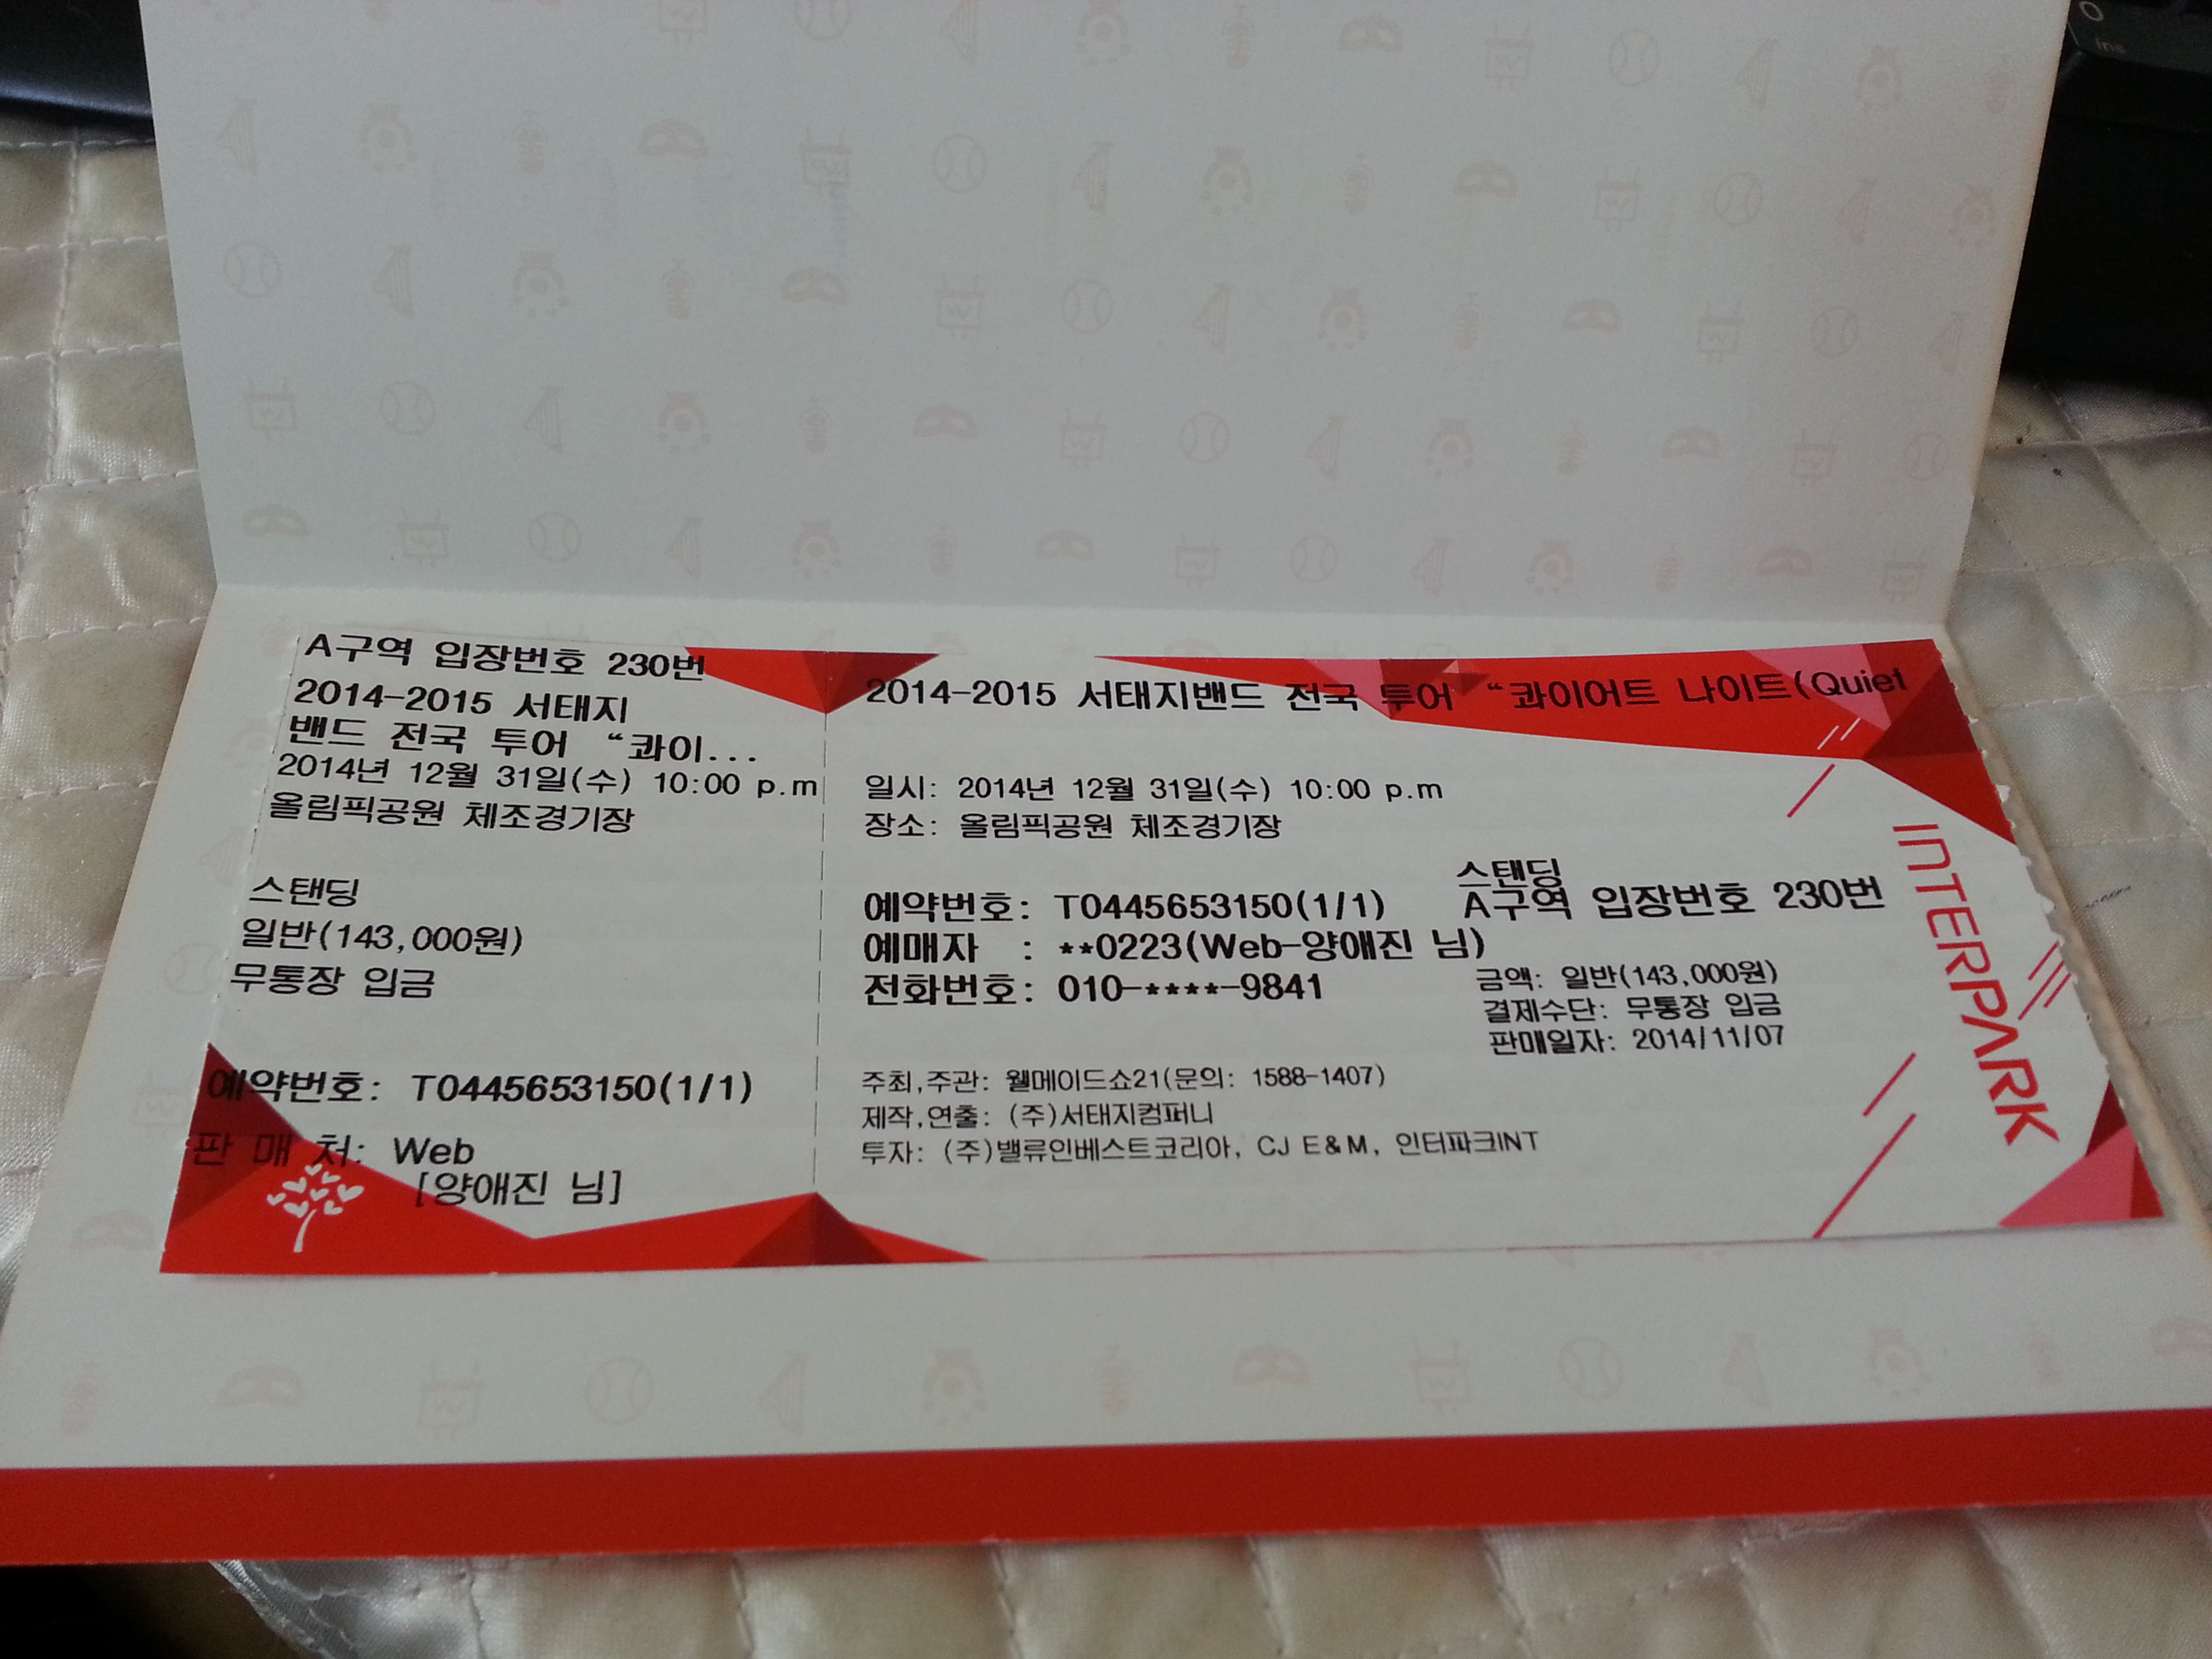 A구역 입장번호 230번
2014-2015 서태지
밴드 전국 투어 “콰이...
2014년 12월 31일(수) 10:00 p.m
올림픽공원 체조경기장
스탠딩
일반(143,000원)
무통장 입금
예약번호: T0445653150(1/1)
판 매 처: Web
[양애진 님]
2014-2015 서태지밴드 전국 투어 “콰이어트 나이트(Quiet
일시: 2014년 12월 31일(수) 10:00 p.m
장소: 올림픽공원 체조경기장
스탠딩
예약번호: T0445653150(1/1) A구역 입장번호 230번
예매자 : **0223(Web-양애진 님)
전화번호: 010-****-9841
금액: 일반(143,000원)
결제수단: 무통장 입금
판매일자: 2014/11/07
주최,주관: 웰메이드쇼21(문의: 1588-1407)
제작,연출: (주)서태지컴퍼니
투자: (주)밸류인베스트코리아, CJ E&M, 인터파크INT
INTERPARK
Ins